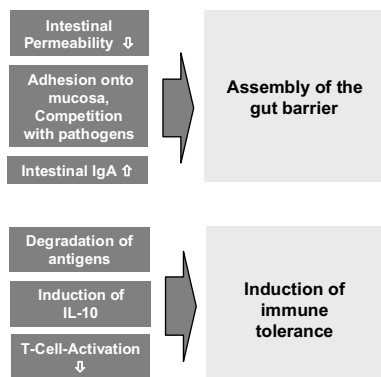 Intestinal
Permeability ⇩
Adhesion onto
mucosa,
Competition
with pathogens
Intestinal IgA ⇧
Assembly of the
gut barrier
Degradation of
antigens
Induction of
IL-10
T-Cell-Activation
⇩
Induction of
immune
tolerance